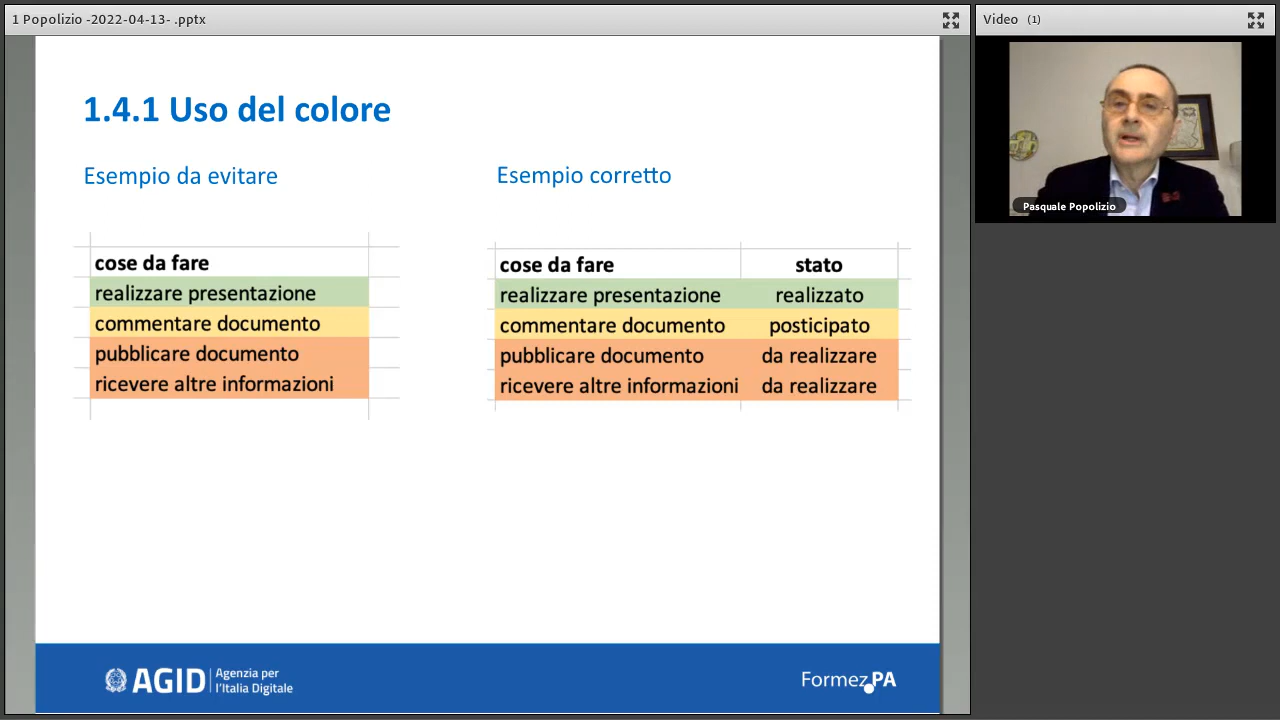 1 Popolizio -2022-04-13- .pptx
Video (1)
Pasquale Popolizio
1.4.1 Uso del colore
Esempio da evitare
cose da fare
realizzare presentazione
commentare documento
pubblicare documento
ricevere altre informazioni
Esempio corretto
cose da fare stato
realizzare presentazione realizzato
commentare documento posticipato
pubblicare documento da realizzare
ricevere altre informazioni da realizzare
AGID Agenzia per
l'Italia Digitale
Formez PA